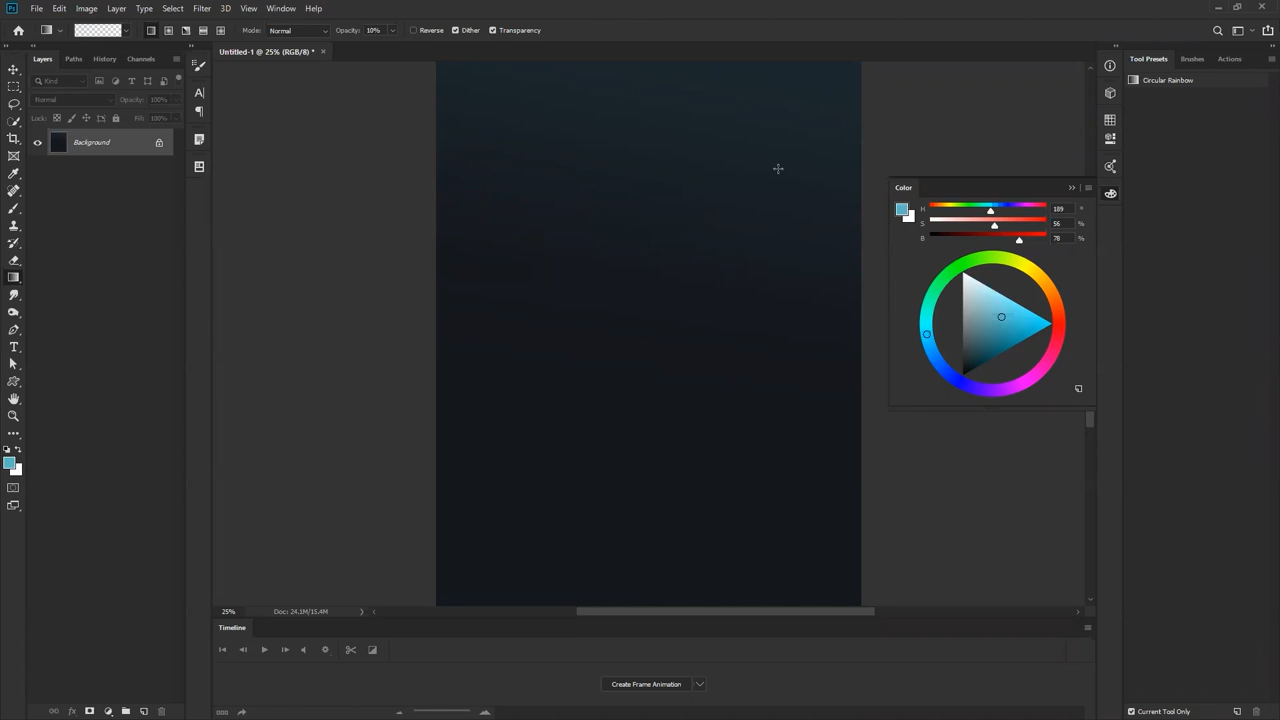 Ps File Edit Image Layer Type Select Filter 3D View Window Help
Mode: Normal Opacity: 10% Reverse Dither Transparency
Layers Paths History Channels
Untitled-1 @ 25% (RGB/8) * ×
Tool Presets Brushes Actions
Kind
Circular Rainbow
Normal Opacity: 100%
Lock: Fill: 100%
Background
Color
H 189 °
S 56 %
B 78 %
25% Doc: 24.1M/15.4M
Timeline
Create Frame Animation
fx
Current Tool Only